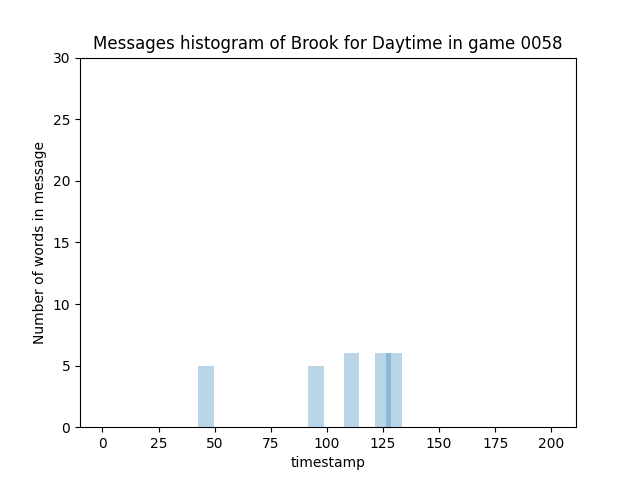 Messages histogram of Brook for Daytime in game 0058
30
25
20
15
10
5
0
Number of words in message
0 25 50 75 100 125 150 175 200
timestamp